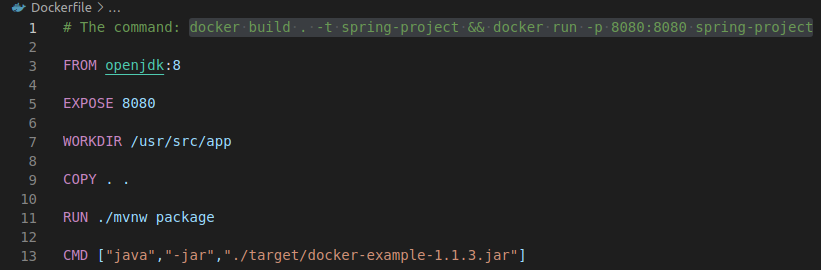 Dockerfile > ...
1 # The command: docker build . -t spring-project && docker run -p 8080:8080 spring-project
2
3 FROM openjdk:8
4
5 EXPOSE 8080
6
7 WORKDIR /usr/src/app
8
9 COPY . .
10
11 RUN ./mvnw package
12
13 CMD ["java","-jar","./target/docker-example-1.1.3.jar"]